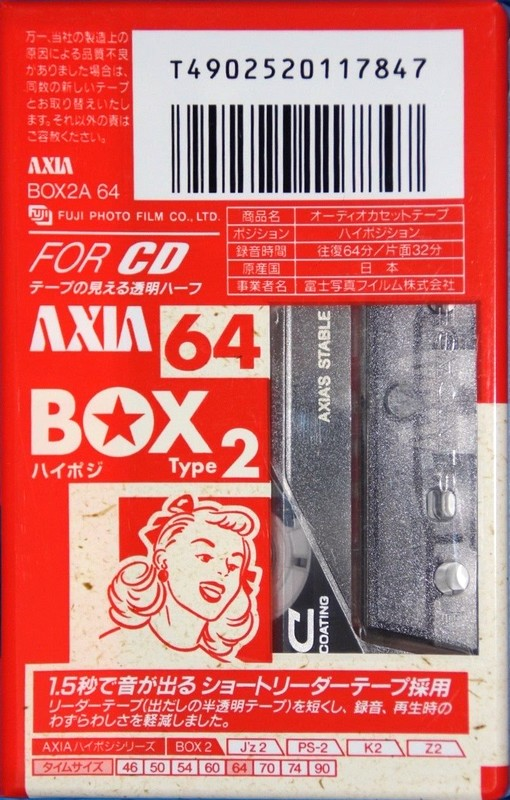 万一、当社の製造上の
原因による品質不良
がありました場合は、
同数の新しいテープ
とお取り替えいたし
ます。それ以外の責は
ご容赦ください。
T4902520117847
AXIA
BOX2A 64
FUJI FUJI PHOTO FILM CO., LTD.
商品名 オーディオカセットテープ
ポジション ハイポジション
録音時間 往復64分/片面32分
原産国 日本
事業者名 富士写真フイルム株式会社
FOR CD
テープの見える透明ハーフ
AXIA 64
BOX
ハイポジ Type 2
AXIA'S STABLE
COATING
1.5秒で音が出る ショートリーダーテープ採用
リーダーテープ(出だしの半透明テープ)を短くし、録音、再生時の
わずらわしさを軽減しました。
AXIAハイポジシリーズ BOX 2 J'z 2 PS-2 K2 Z2
タイムサイズ 46 50 54 60 64 70 74 90